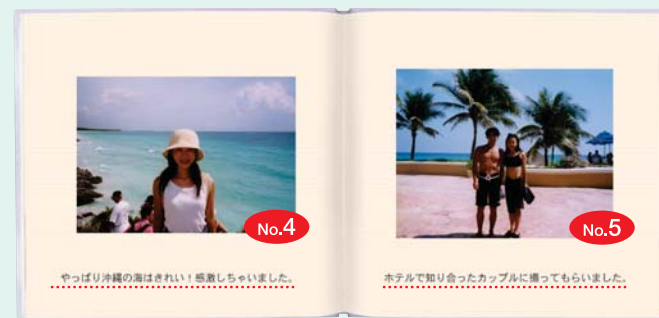 No.4
No.5
やっぱり沖縄の海はきれい！感激しちゃいました。
ホテルで知り合ったカップルに撮ってもらいました。